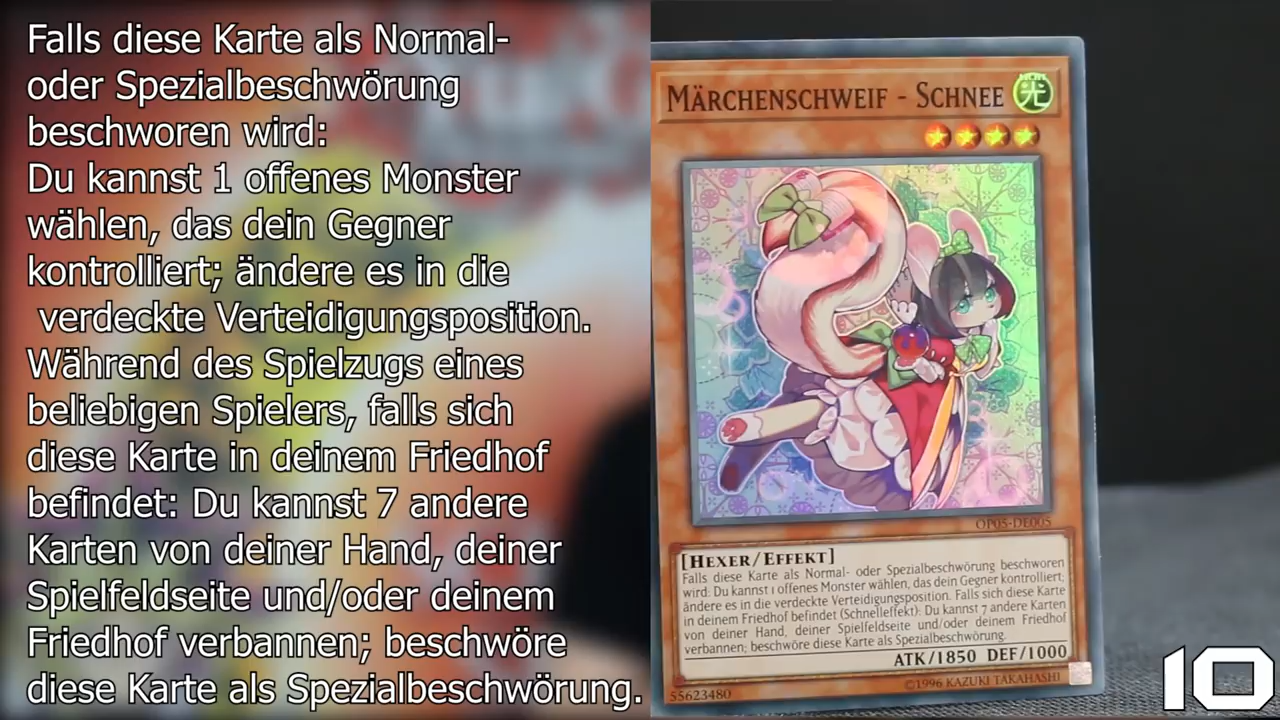 Falls diese Karte als Normal-
oder Spezialbeschwörung
beschworen wird:
Du kannst 1 offenes Monster
wählen, das dein Gegner
kontrolliert; ändere es in die
verdeckte Verteidigungsposition.
Während des Spielzugs eines
beliebigen Spielers, falls sich
diese Karte in deinem Friedhof
befindet: Du kannst 7 andere
Karten von deiner Hand, deiner
Spielfeldseite und/oder deinem
Friedhof verbannen; beschwöre
diese Karte als Spezialbeschwörung.
MÄRCHENSCHWEIF - SCHNEE
光
OP05-DE005
[HEXER/EFFEKT]
Falls diese Karte als Normal- oder Spezialbeschwörung beschworen
wird: Du kannst 1 offenes Monster wählen, das dein Gegner kontrolliert;
ändere es in die verdeckte Verteidigungsposition. Falls sich diese Karte
in deinem Friedhof befindet (Schnelleffekt): Du kannst 7 andere Karten
von deiner Hand, deiner Spielfeldseite und/oder deinem Friedhof
verbannen; beschwöre diese Karte als Spezialbeschwörung.
ATK/1850 DEF/1000
55623480
©1996 KAZUKI TAKAHASHI
10